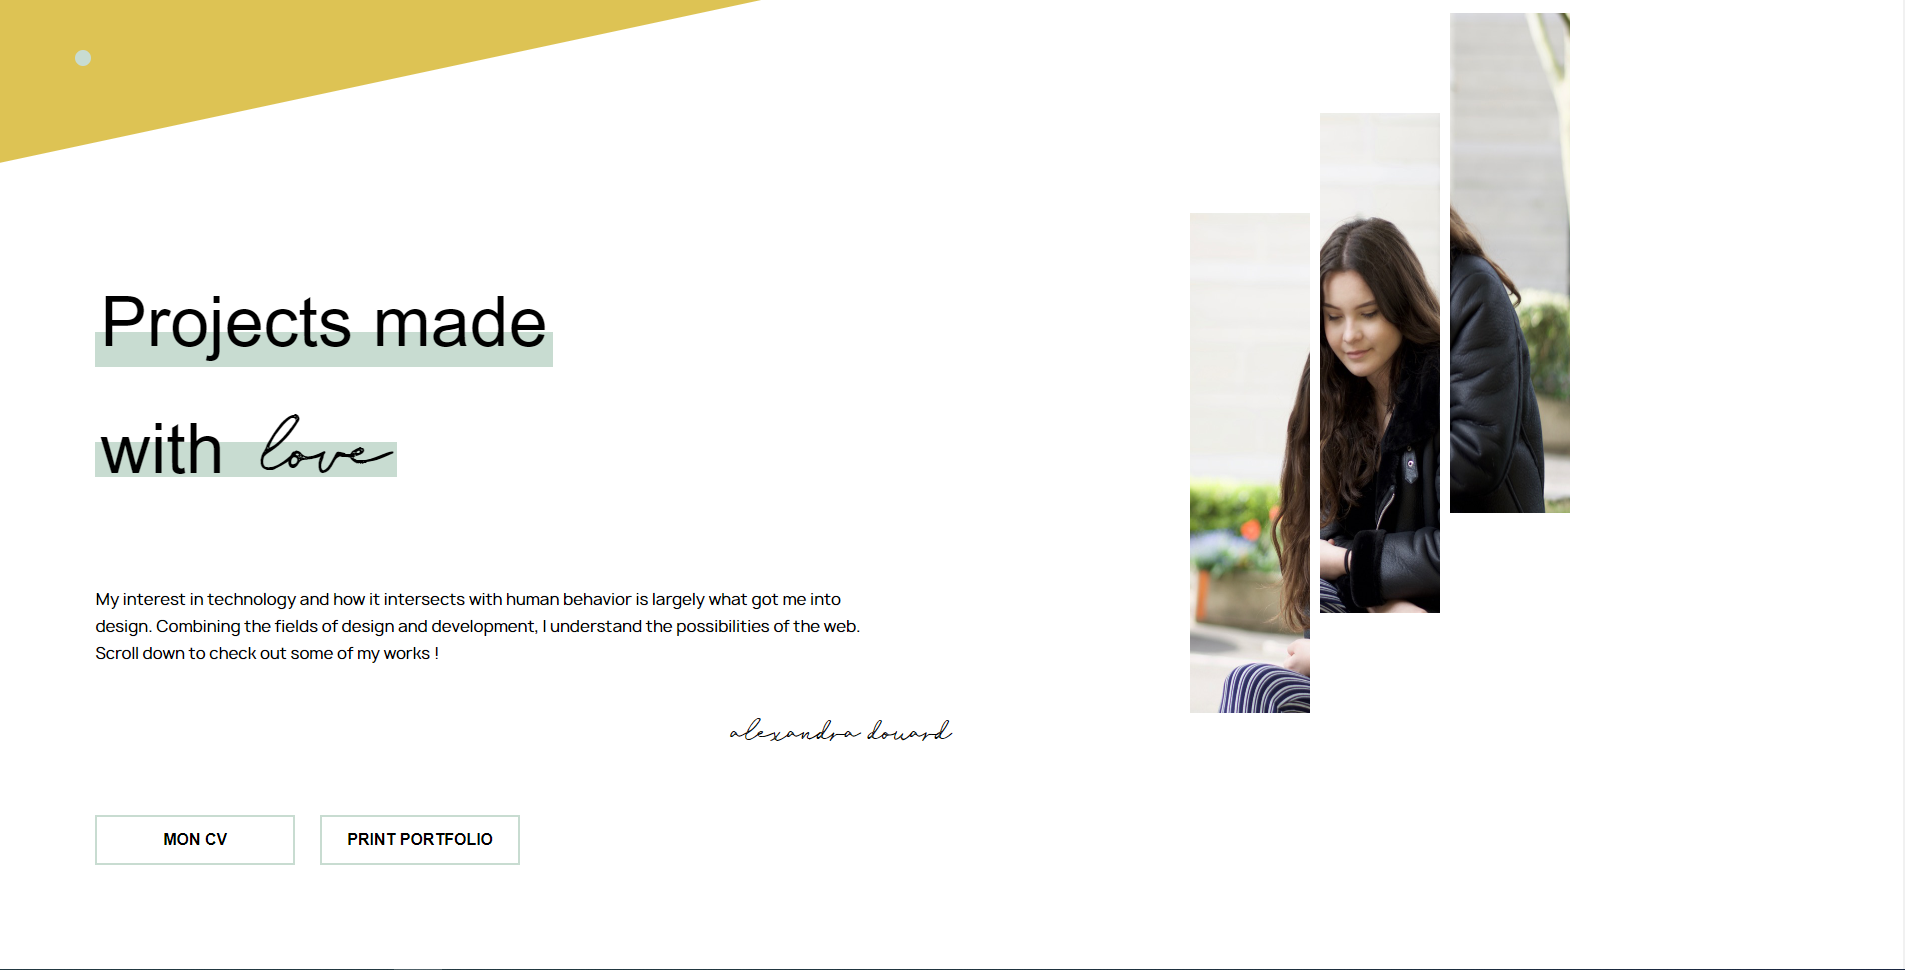 Projects made
with love
My interest in technology and how it intersects with human behavior is largely what got me into
design. Combining the fields of design and development, I understand the possibilities of the web.
Scroll down to check out some of my works !
alexandra douard
MON CV
PRINT PORTFOLIO